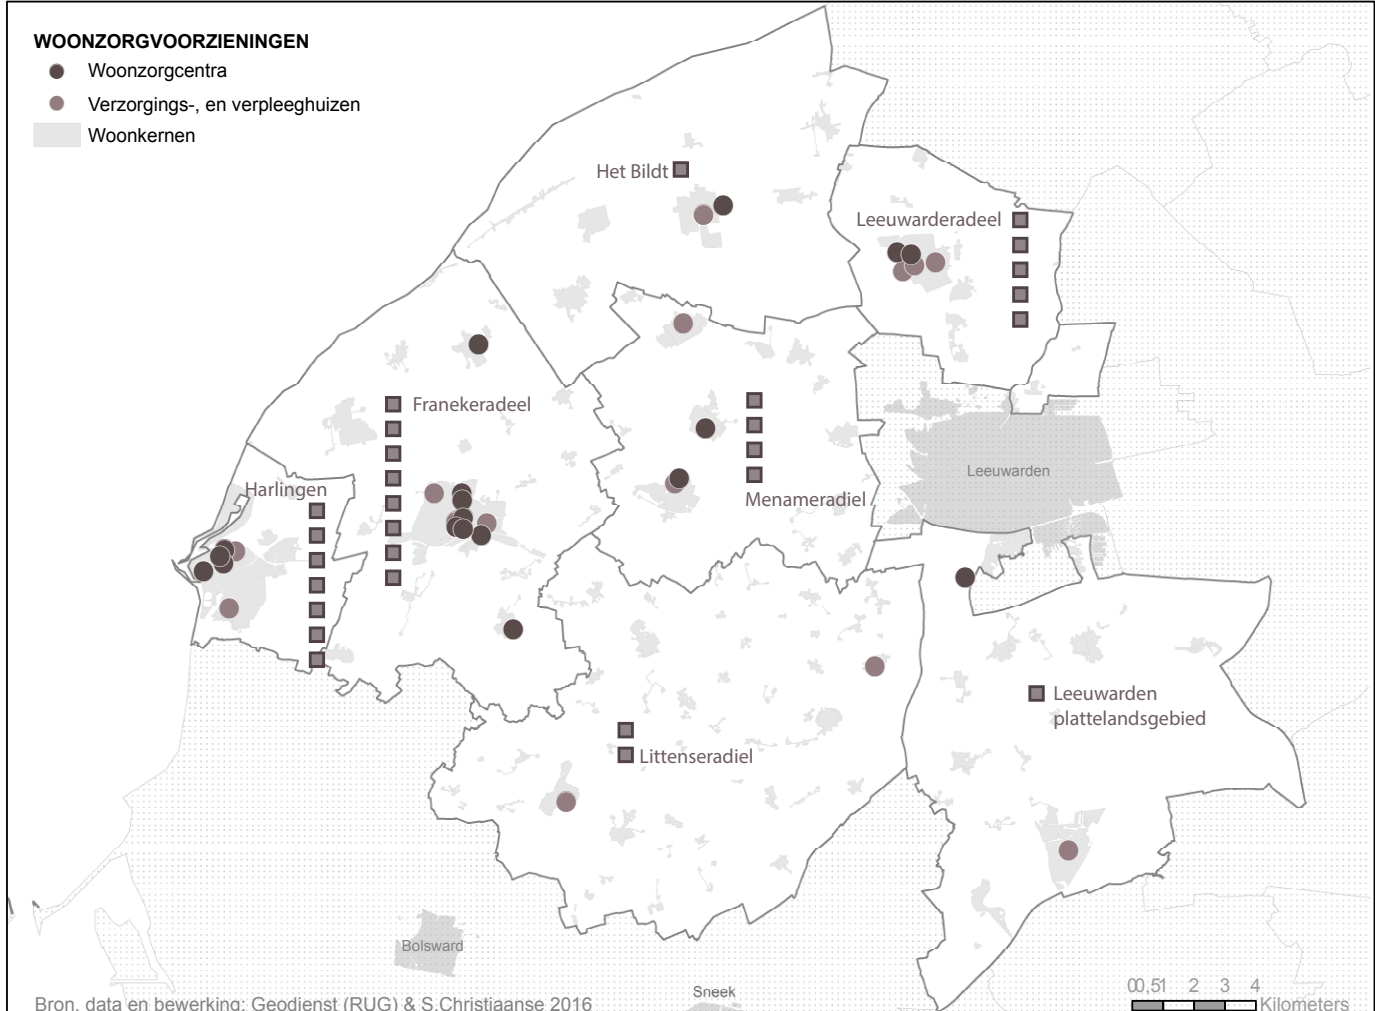 WOONZORGVOORZIENINGEN
Woonzorgcentra
Verzorgings-, en verpleeghuizen
Woonkernen
Het Bildt
Leeuwarderadeel
Franekeradeel
Leeuwarden
Harlingen
Menameradiel
Leeuwarden
plattelandsgebied
Littenseradiel
Bolsward
Sneek
Bron, data en bewerking: Geodienst (RUG) & S.Christiaanse 2016
00,51 2 3 4
Kilometers